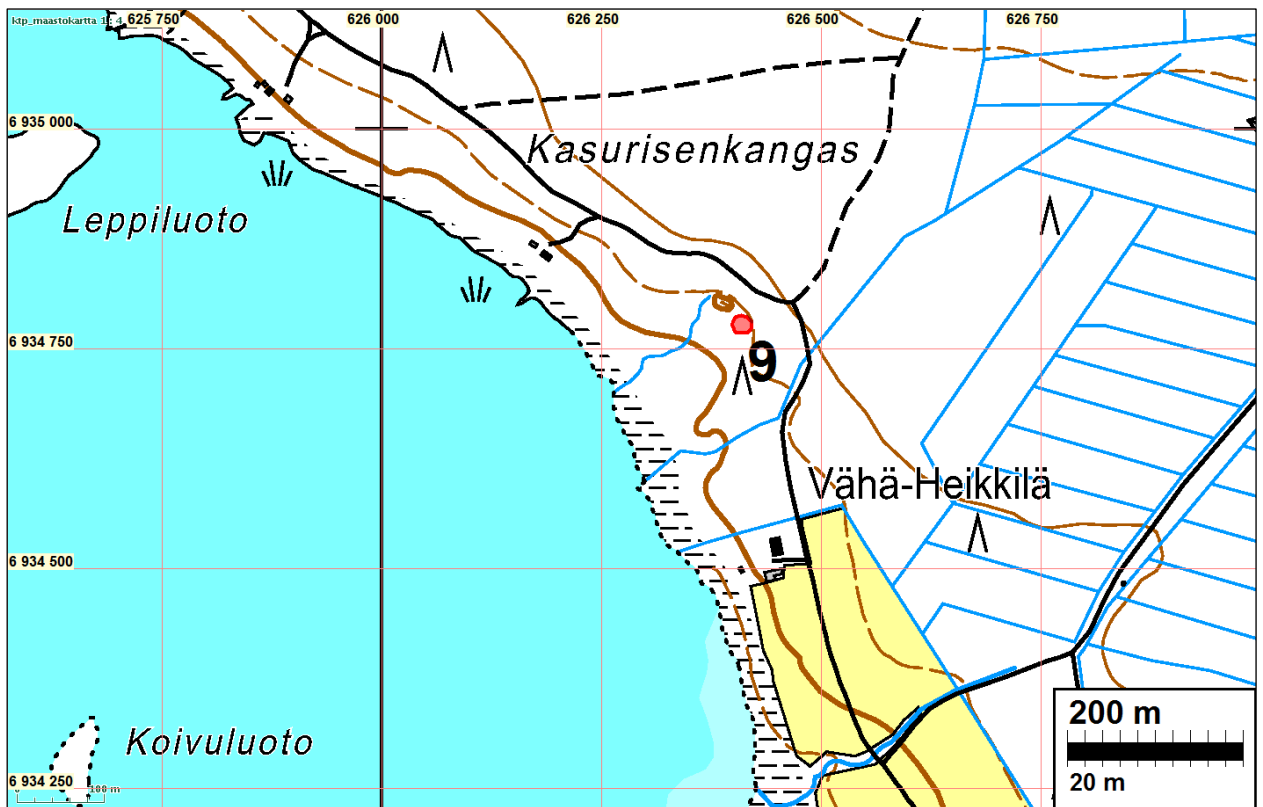 ktp_maastokartta 1: 4
625 750
626 000
626 250
626 500
626 750
6 935 000
Kasurisenkangas
Leppiluoto
6 934 750
9
Vähä-Heikkilä
6 934 500
200 m
Koivuluoto
20 m
6 934 250